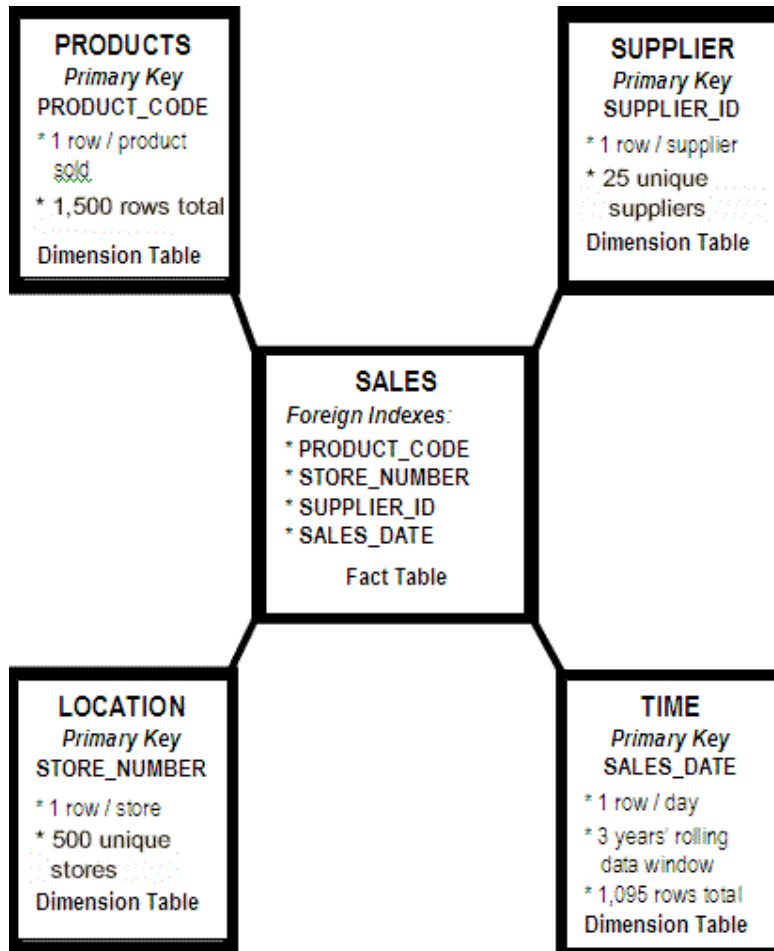 PRODUCTS
Primary Key
PRODUCT_CODE
* 1 row / product
sold
* 1,500 rows total
Dimension Table
SUPPLIER
Primary Key
SUPPLIER_ID
* 1 row / supplier
* 25 unique
suppliers
Dimension Table
SALES
Foreign Indexes:
* PRODUCT_CODE
* STORE_NUMBER
* SUPPLIER_ID
* SALES_DATE
Fact Table
LOCATION
Primary Key
STORE_NUMBER
* 1 row / store
* 500 unique
stores
Dimension Table
TIME
Primary Key
SALES_DATE
* 1 row / day
* 3 years' rolling
data window
* 1,095 rows total
Dimension Table